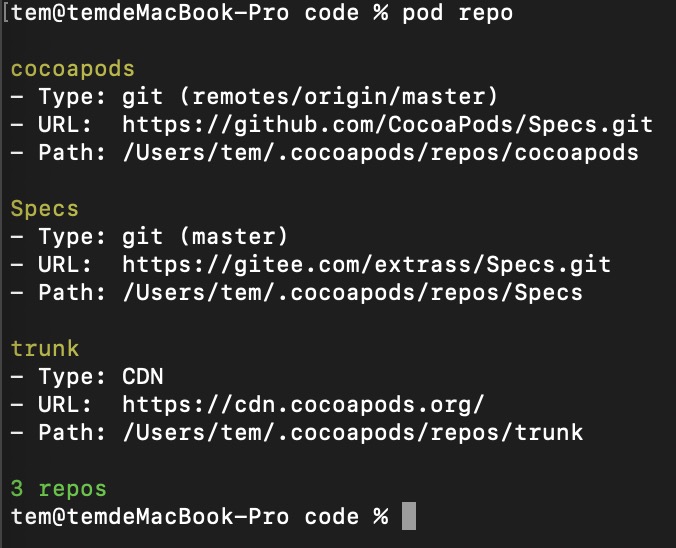 [tem@temdeMacBook-Pro code % pod repo
cocoapods
- Type: git (remotes/origin/master)
- URL:  https://github.com/CocoaPods/Specs.git
- Path: /Users/tem/.cocoapods/repos/cocoapods
Specs
- Type: git (master)
- URL:  https://gitee.com/extrass/Specs.git
- Path: /Users/tem/.cocoapods/repos/Specs
trunk
- Type: CDN
- URL:  https://cdn.cocoapods.org/
- Path: /Users/tem/.cocoapods/repos/trunk
3 repos
tem@temdeMacBook-Pro code %